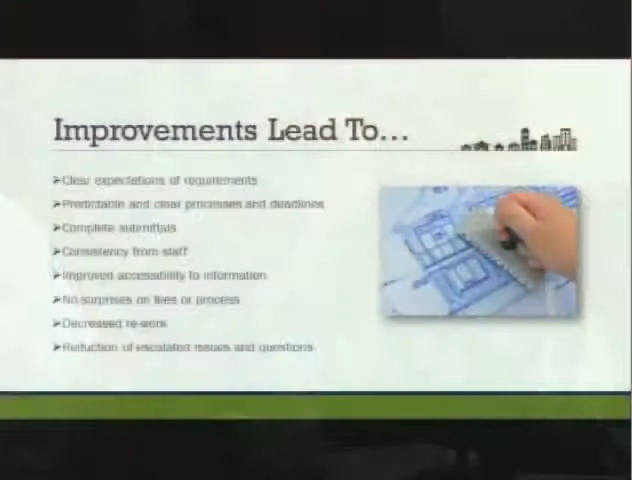 Improvements Lead To...
➤Clear expectations of requirements
➤Predictable and clear processes and deadlines
➤Complete submittals
➤Consistency from staff
➤Improved accessibility to information
➤No surprises on fees or process
➤Decreased re-work
➤Reduction of escalated issues and questions